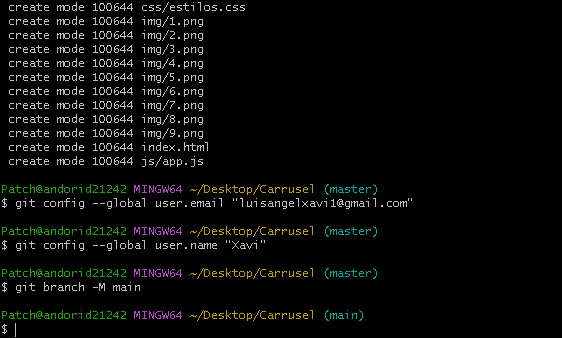 create mode 100644 css/estilos.css
create mode 100644 img/1.png
create mode 100644 img/2.png
create mode 100644 img/3.png
create mode 100644 img/4.png
create mode 100644 img/5.png
create mode 100644 img/6.png
create mode 100644 img/7.png
create mode 100644 img/8.png
create mode 100644 img/9.png
create mode 100644 index.html
create mode 100644 js/app.js
Patch@andorid21242 MINGW64 ~/Desktop/Carrusel (master)
$ git config --global user.email "luisangelxavi1@gmail.com"
Patch@andorid21242 MINGW64 ~/Desktop/Carrusel (master)
$ git config --global user.name "Xavi"
Patch@andorid21242 MINGW64 ~/Desktop/Carrusel (master)
$ git branch -M main
Patch@andorid21242 MINGW64 ~/Desktop/Carrusel (main)
$